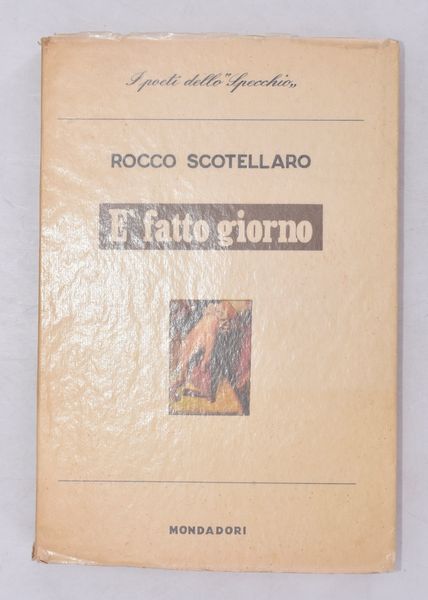 I poeti dello "Specchio„
ROCCO SCOTELLARO
E' fatto giorno
MONDADORI